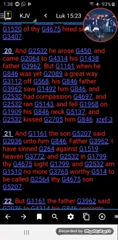 1:38
KJV Luke 15:23
G1520 of thy G4675 hired
G3407.
20 And G2532 he arose G450, and
came G2064 to G4314 his G1438
father G3962. But G1161 when he
was yet G2089 a great way
G3112 off G568, his G846 father
G3962 saw G1492 him G846, and
G2532 had compassion G4697, and
G2532 ran G5143, and fell G1968 on
G1909 his G846 neck G5137, and
G2532 kissed G2705 him G846.
21 And G1161 the son G5207 said
G2036 unto him G846, Father G3962, I
have sinned G264 against G1519
heaven G3772, and G2532 in G1799
thy sight and G2532 am
G1510 no more G3765 worthy G514 to
be called G2564 thy G4675 son
G5207.
22 But G1161 the father G3962 said